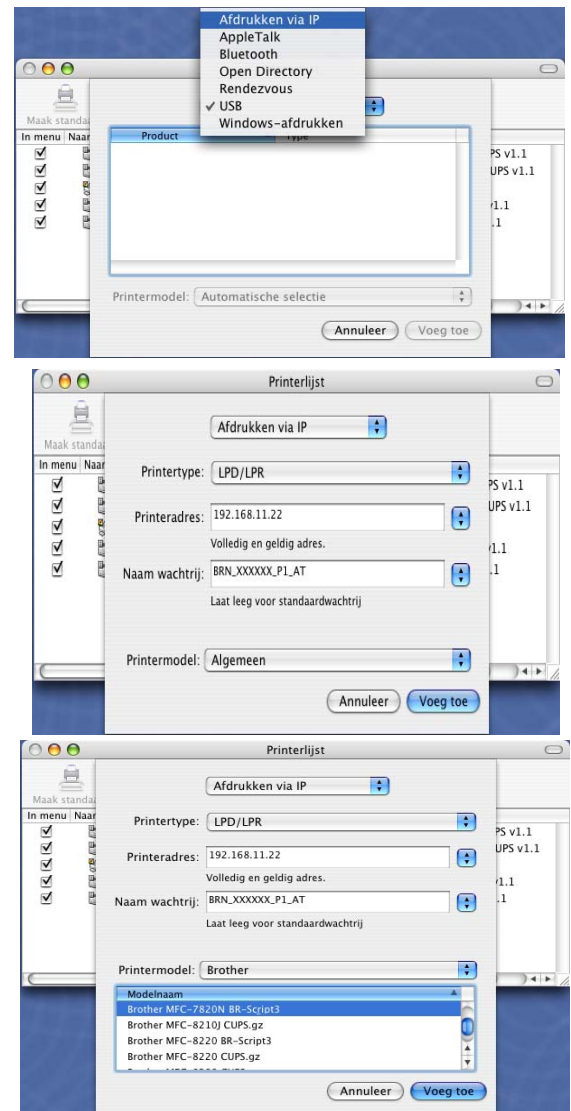 Afdrukken via IP
AppleTalk
Bluetooth
Open Directory
Rendezvous
✓ USB
Windows-afdrukken
Maak standa
In menu Naar Product Type
PS v1.1
UPS v1.1
v1.1
.1
Printermodel: Automatische selectie
Annuleer Voeg toe
Printerlijst
Afdrukken via IP
Maak standaa
In menu Naar
Printertype: LPD/LPR
PS v1.1
Printeradres: 192.168.11.22
UPS v1.1
Volledig en geldig adres.
v1.1
Naam wachtrij: BRN_XXXXXX_P1_AT
.1
Laat leeg voor standaardwachtrij
Printermodel: Algemeen
Annuleer Voeg toe
Printerlijst
Afdrukken via IP
Maak standaa
In menu Naar
Printertype: LPD/LPR
PS v1.1
UPS v1.1
Printeradres: 192.168.11.22
Volledig en geldig adres.
v1.1
Naam wachtrij: BRN_XXXXXX_P1_AT
.1
Laat leeg voor standaardwachtrij
Printermodel: Brother
Modelnaam
Brother MFC-7820N BR-Script3
Brother MFC-8210J CUPS.gz
Brother MFC-8220 BR-Script3
Brother MFC-8220 CUPS.gz
Annuleer Voeg toe